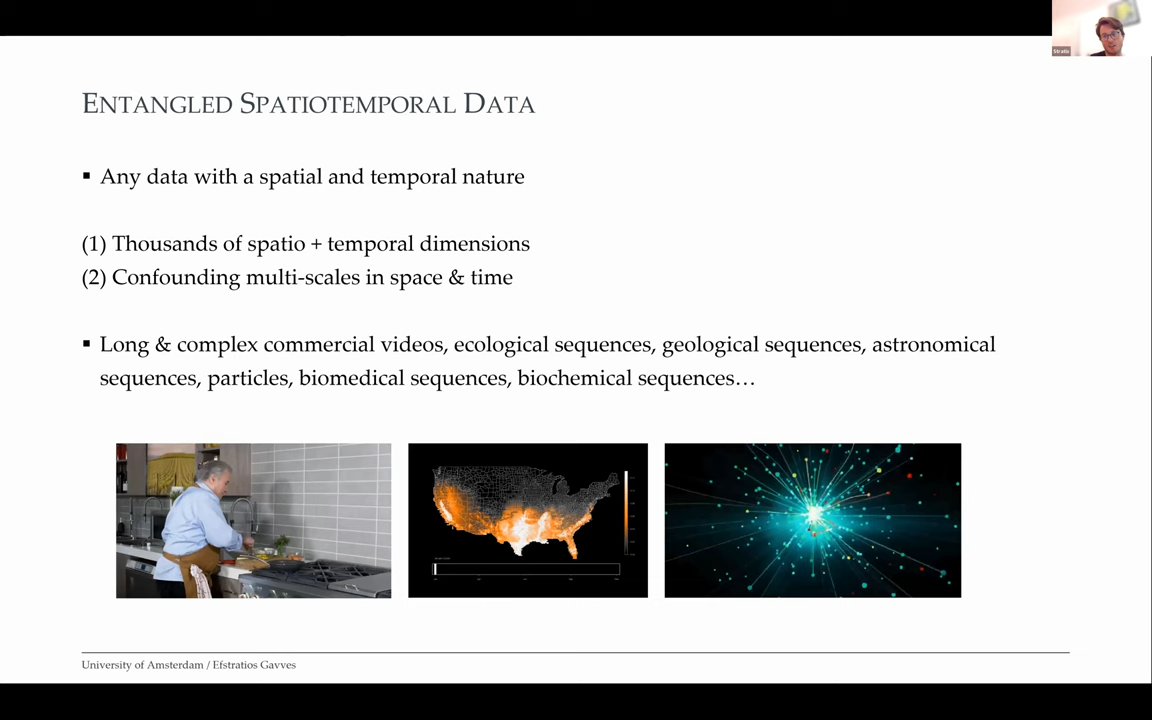 Stratis
ENTANGLED SPATIOTEMPORAL DATA
▪ Any data with a spatial and temporal nature
(1) Thousands of spatio + temporal dimensions
(2) Confounding multi-scales in space & time
▪ Long & complex commercial videos, ecological sequences, geological sequences, astronomical
sequences, particles, biomedical sequences, biochemical sequences…
University of Amsterdam / Efstratios Gavves